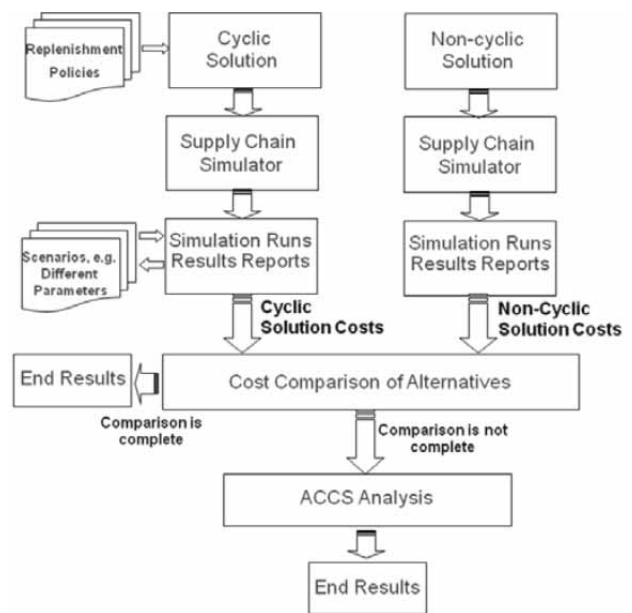 Replenishment
Policies
Cyclic
Solution
Non-cyclic
Solution
Supply Chain
Simulator
Supply Chain
Simulator
Scenarios, e.g.
Different
Parameters
Simulation Runs
Results Reports
Simulation Runs
Results Reports
Cyclic
Solution Costs
Non-Cyclic
Solution Costs
End Results
Cost Comparison of Alternatives
Comparison is
complete
Comparison is not
complete
ACCS Analysis
End Results